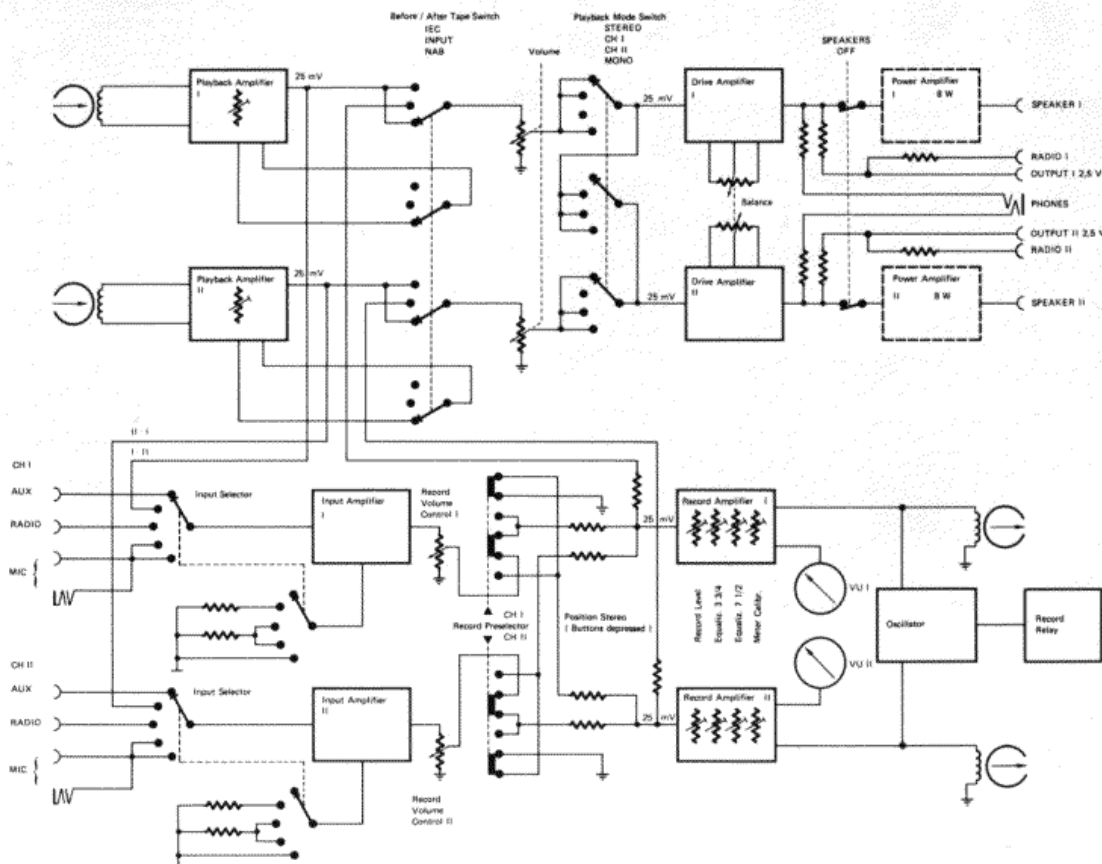 Before / After Tape Switch
IEC
INPUT
NAB
Volume
Playback Mode Switch
STEREO
CH I
CH II
MONO
SPEAKERS
OFF
Playback Amplifier
I
25 mV
25 mV
Drive Amplifier
I
Power Amplifier
I 8 W
SPEAKER I
RADIO I
OUTPUT I 2,5 V
Balance
PHONES
OUTPUT II 2,5 V
RADIO II
Playback Amplifier
II
25 mV
25 mV
Drive Amplifier
II
Power Amplifier
II 8 W
SPEAKER II
II - I
I - II
CH I
AUX
RADIO
MIC
Input Selector
Input Amplifier
I
Record
Volume
Control I
25 mV
Record Amplifier I
VU I
Record Level
Equaliz. 3 3/4
Equaliz. 7 1/2
Meter Calibr.
Oscillator
Record
Relay
CH I
Record Preselector
CH II
Position Stereo
( Buttons depressed )
VU II
CH II
AUX
RADIO
MIC
Input Selector
Input Amplifier
II
Record
Volume
Control II
25 mV
Record Amplifier II